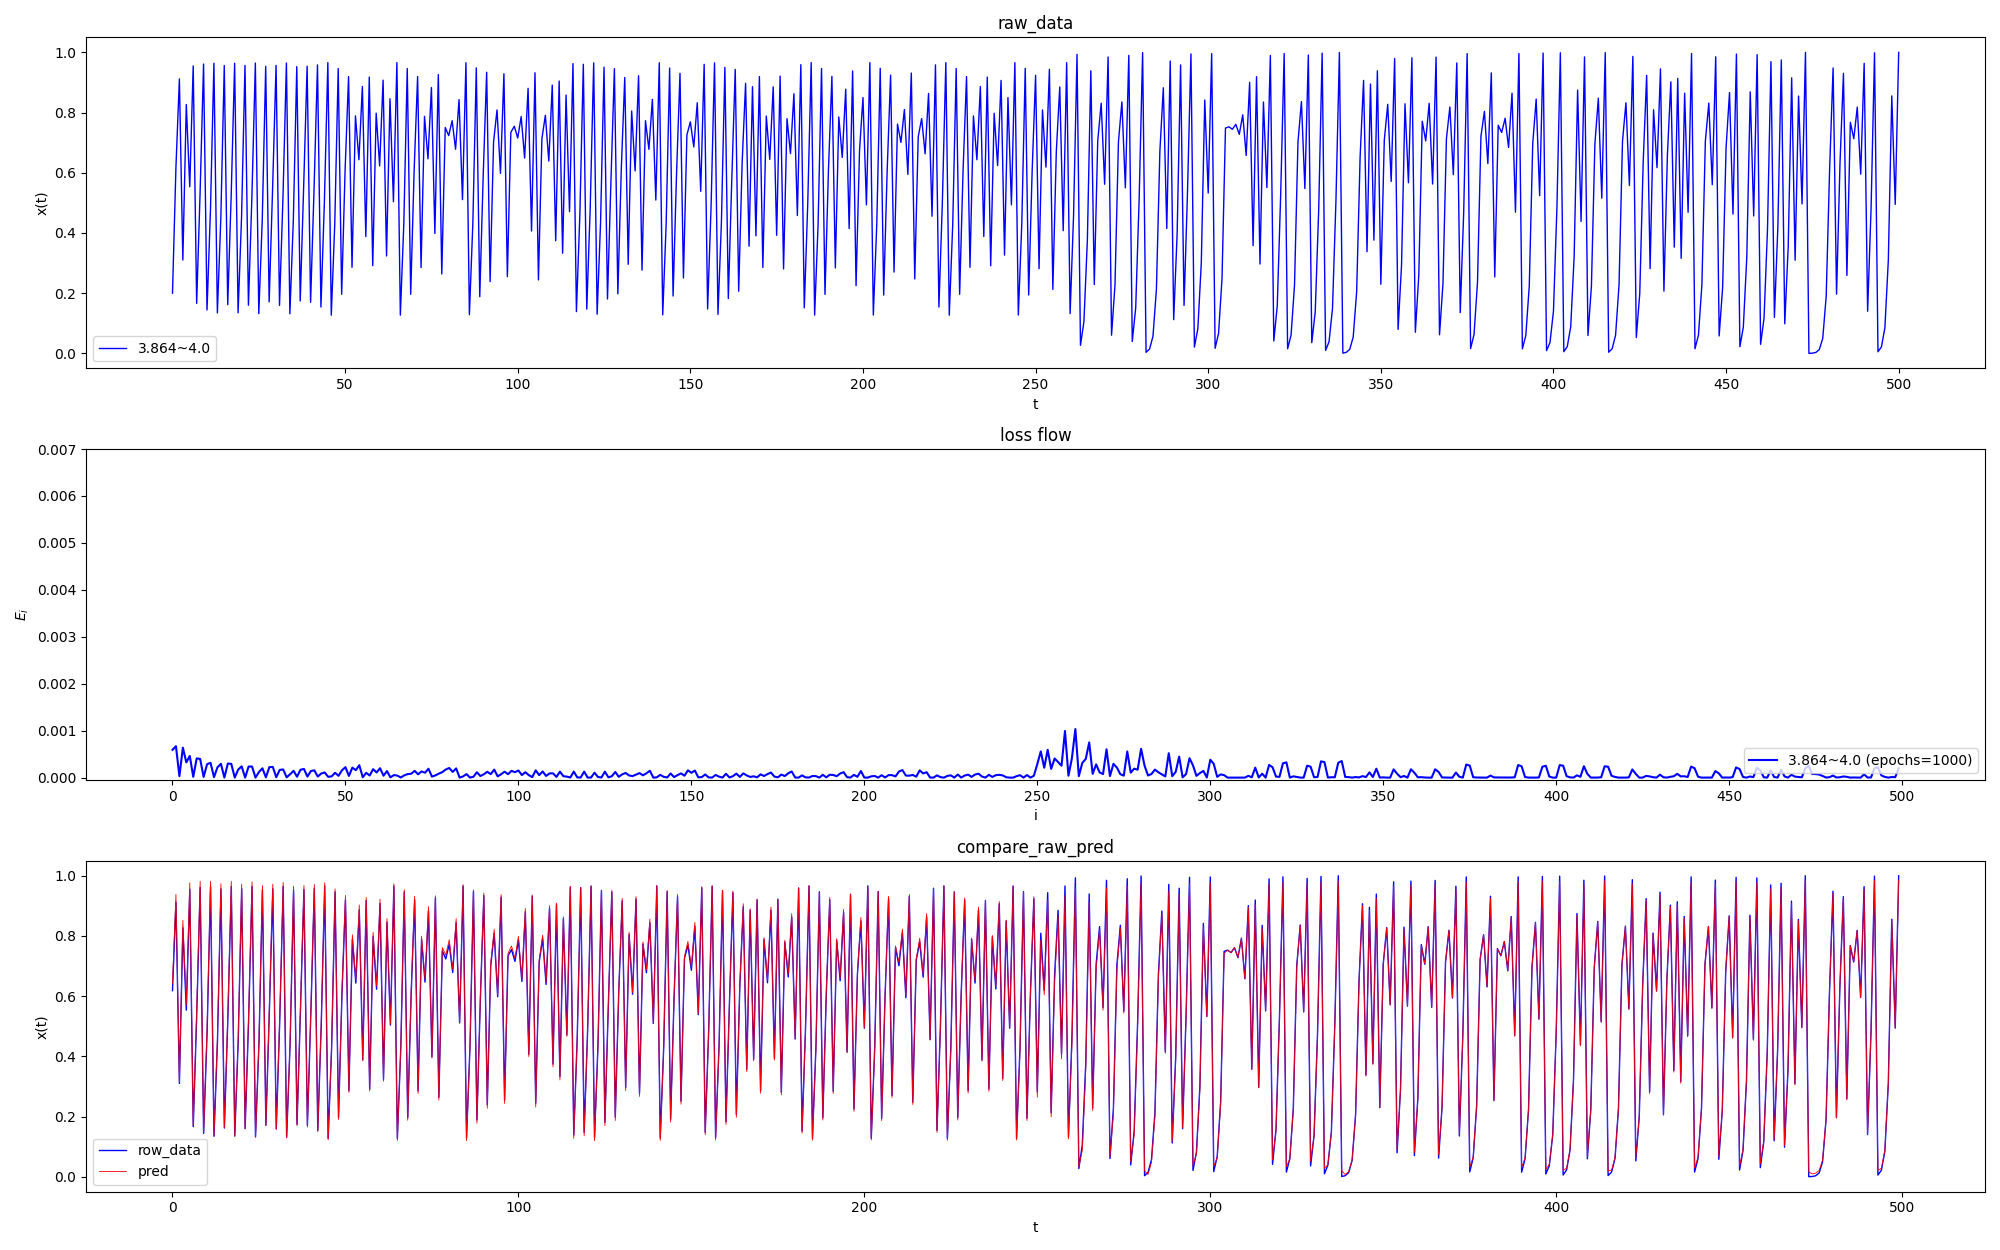 raw_data
1.0
0.8
0.6
0.4
0.2
0.0
x(t)
3.864~4.0
50 100 150 200 250 300 350 400 450 500
t
loss flow
0.007
0.006
0.005
0.004
0.003
0.002
0.001
0.000
E_i
3.864~4.0 (epochs=1000)
0 50 100 150 200 250 300 350 400 450 500
i
compare_raw_pred
1.0
0.8
0.6
0.4
0.2
0.0
x(t)
row_data
pred
0 100 200 300 400 500
t